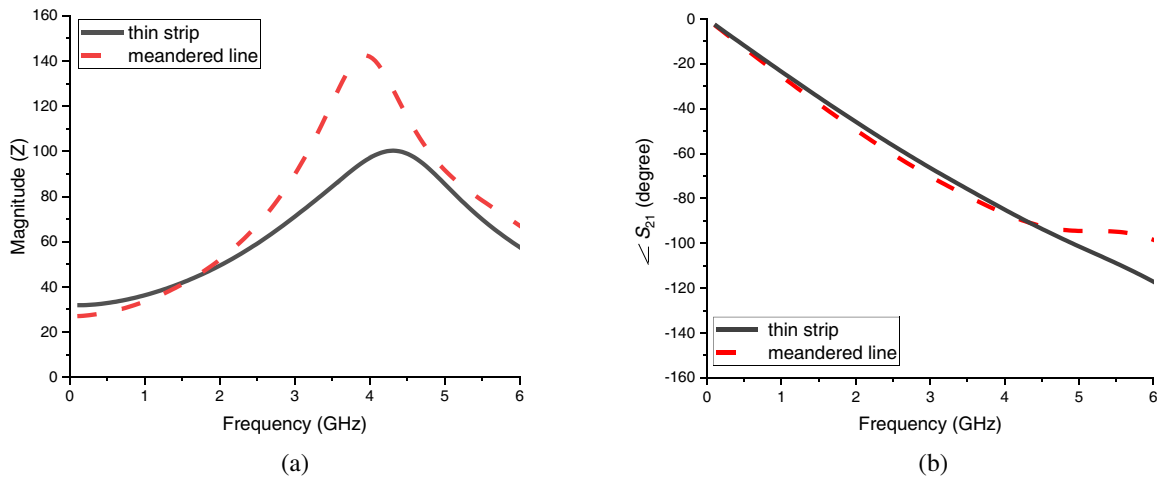 160
140
120
100
80
60
40
20
0
Magnitude (Z)
thin strip
meandered line
0 1 2 3 4 5 6
Frequency (GHz)
(a)
0
-20
-40
-60
-80
-100
-120
-140
-160
∠ S21 (degree)
thin strip
meandered line
0 1 2 3 4 5 6
Frequency (GHz)
(b)